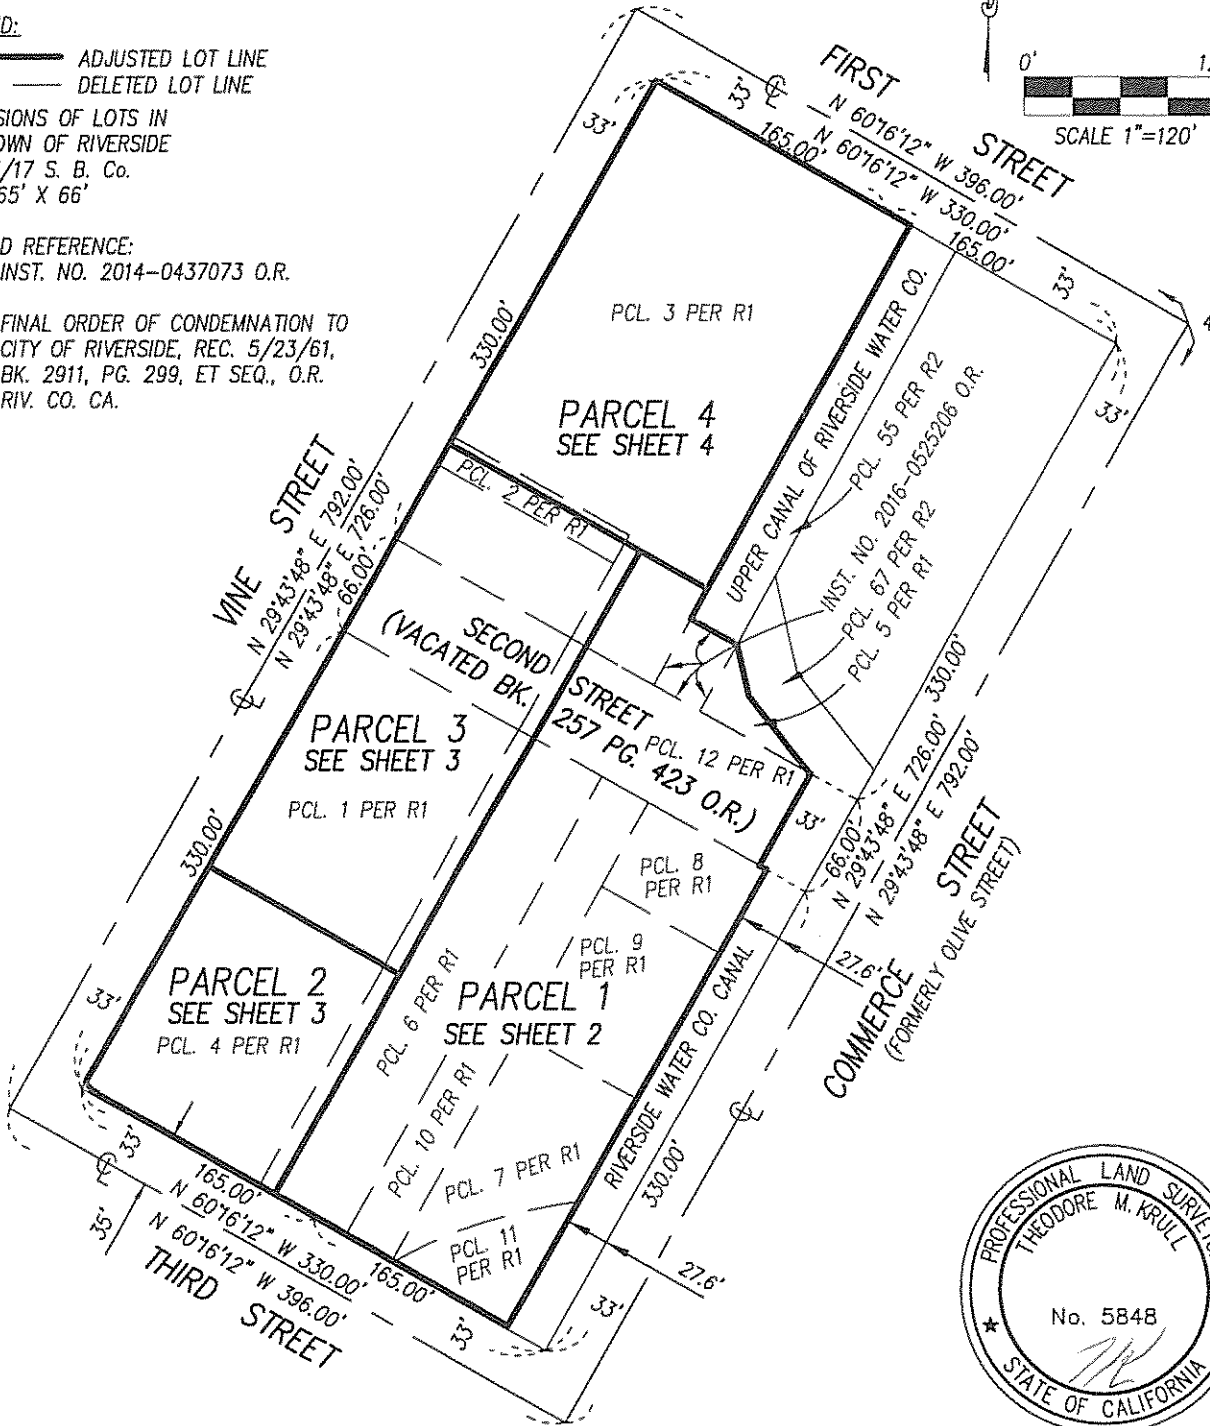 D:
ADJUSTED LOT LINE
DELETED LOT LINE
SIONS OF LOTS IN
OWN OF RIVERSIDE
/17 S. B. Co.
65' X 66'
D REFERENCE:
INST. NO. 2014-0437073 O.R.
FINAL ORDER OF CONDEMNATION TO
CITY OF RIVERSIDE, REC. 5/23/61,
BK. 2911, PG. 299, ET SEQ., O.R.
RIV. CO. CA.
0'
SCALE 1"=120'
FIRST STREET
N 60°16'12" W 396.00'
N 60°16'12" W 330.00'
165.00'
165.00'
33'
33'
33'
33'
330.00'
PCL. 3 PER R1
PARCEL 4
SEE SHEET 4
UPPER CANAL OF RIVERSIDE WATER CO.
PCL. 55 PER R2
INST. NO. 2016-0525206 O.R.
PCL. 67 PER R2
PCL. 5 PER R1
PCL. 2 PER R1
VINE STREET
N 29°43'48" E 792.00'
N 29°43'48" E 726.00'
66.00'
SECOND STREET
(VACATED BK. 257 PG. 423 O.R.)
PCL. 12 PER R1
PARCEL 3
SEE SHEET 3
PCL. 1 PER R1
330.00'
330.00'
66.00'
N 29°43'48" E 726.00'
N 29°43'48" E 792.00'
33'
COMMERCE STREET
(FORMERLY OLIVE STREET)
PCL. 8
PER R1
PCL. 9
PER R1
27.6'
PARCEL 2
SEE SHEET 3
PCL. 4 PER R1
33'
PARCEL 1
SEE SHEET 2
PCL. 6 PER R1
PCL. 10 PER R1
PCL. 7 PER R1
PCL. 11
PER R1
RIVERSIDE WATER CO. CANAL
330.00'
27.6'
33'
33'
33'
35'
165.00'
165.00'
N 60°16'12" W 330.00'
N 60°16'12" W 396.00'
THIRD STREET
PROFESSIONAL LAND SURVEYO
THEODORE M. KRULL
No. 5848
STATE OF CALIFORNIA